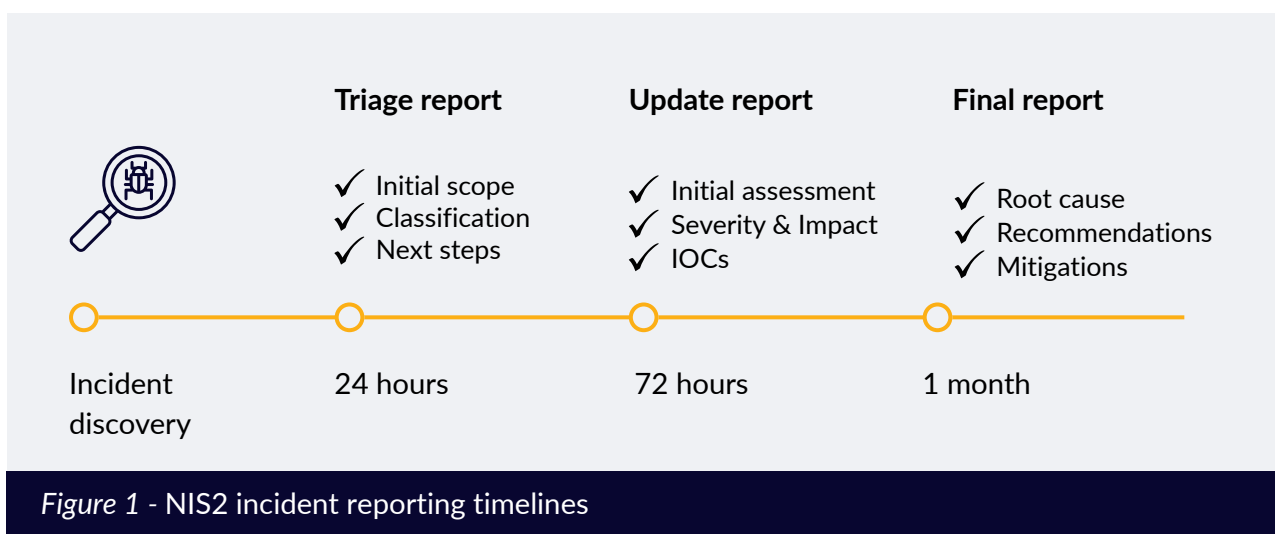 Triage report
Initial scope
Classification
Next steps
Update report
Initial assessment
Severity & Impact
IOCs
Final report
Root cause
Recommendations
Mitigations
Incident
discovery
24 hours
72 hours
1 month
Figure 1 - NIS2 incident reporting timelines